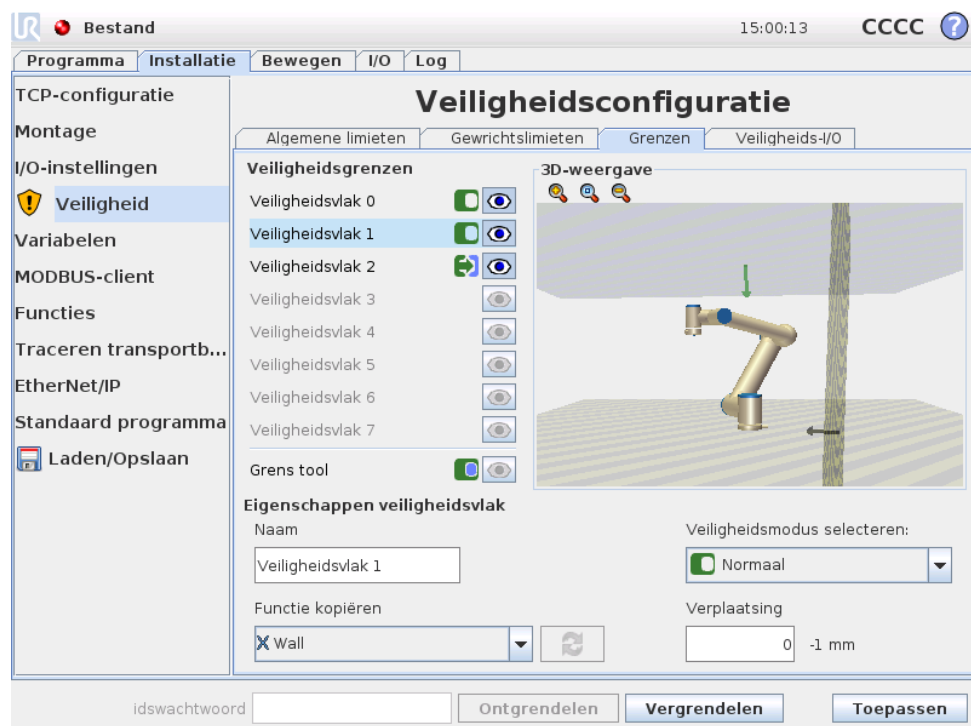 UR Bestand 15:00:13 CCCC ?
Programma Installatie Bewegen I/O Log
TCP-configuratie
Montage
I/O-instellingen
Veiligheid
Variabelen
MODBUS-client
Functies
Traceren transportb...
EtherNet/IP
Standaard programma
Laden/Opslaan
Veiligheidsconfiguratie
Algemene limieten Gewrichtslimieten Grenzen Veiligheids-I/O
Veiligheidsgrenzen
Veiligheidsvlak 0
Veiligheidsvlak 1
Veiligheidsvlak 2
Veiligheidsvlak 3
Veiligheidsvlak 4
Veiligheidsvlak 5
Veiligheidsvlak 6
Veiligheidsvlak 7
Grens tool
3D-weergave
Eigenschappen veiligheidsvlak
Naam
Veiligheidsvlak 1
Functie kopiëren
Wall
Veiligheidsmodus selecteren:
Normaal
Verplaatsing
0 -1 mm
idswachtwoord Ontgrendelen Vergrendelen Toepassen